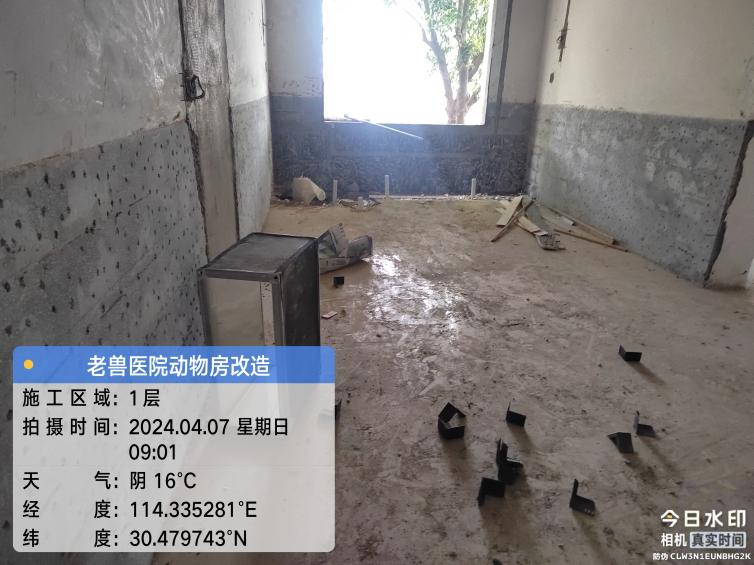 老兽医院动物房改造
施工区域：1层
拍摄时间：2024.04.07 星期日
09:01
天 气：阴 16℃
经 度：114.335281°E
纬 度：30.479743°N
今日水印
相机 真实时间
防伪 CLW3N1EUNBHG2K